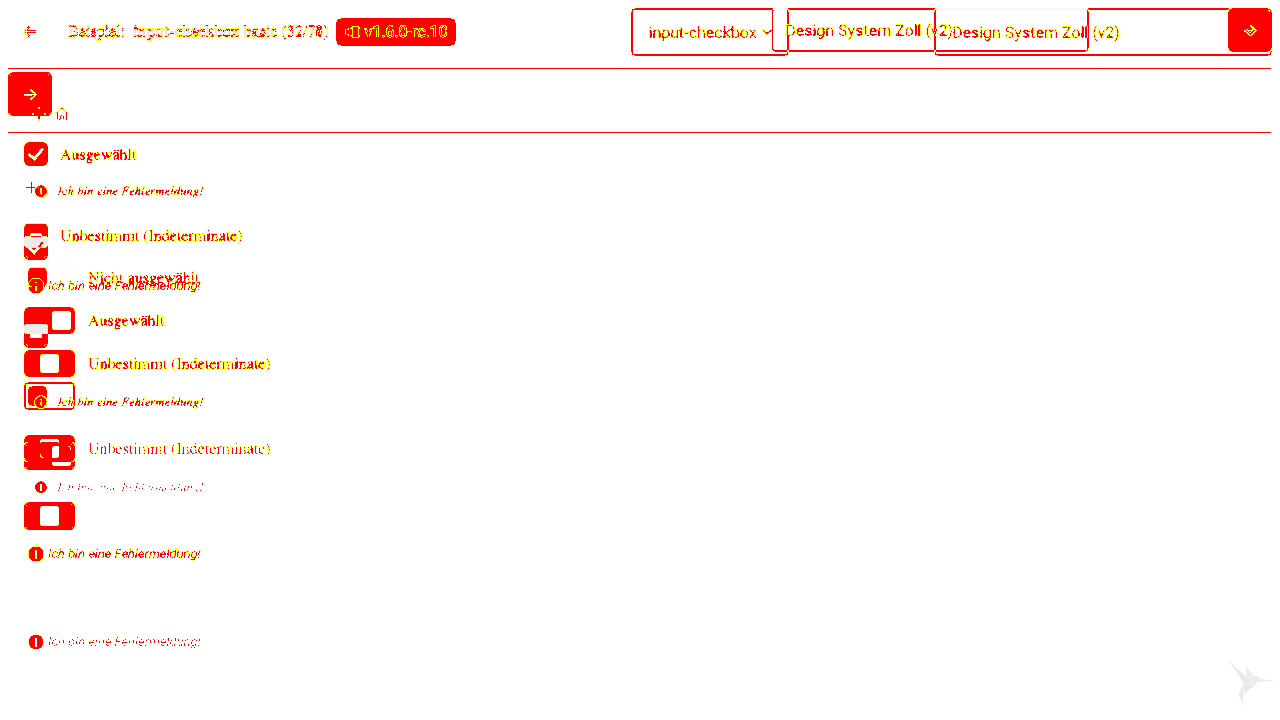 Beispiel: input-checkbox basic (32/78) v1.6.0-rc.10 input-checkbox Design System Zoll (v2) Design System Zoll (v2)
Ausgewählt
Ich bin eine Fehlermeldung!
Unbestimmt (Indeterminate)
Nicht ausgewählt
Ich bin eine Fehlermeldung!
Ausgewählt
Unbestimmt (Indeterminate)
Ich bin eine Fehlermeldung!
Unbestimmt (Indeterminate)
Ich bin eine Fehlermeldung!
Ich bin eine Fehlermeldung!
Ich bin eine Fehlermeldung!